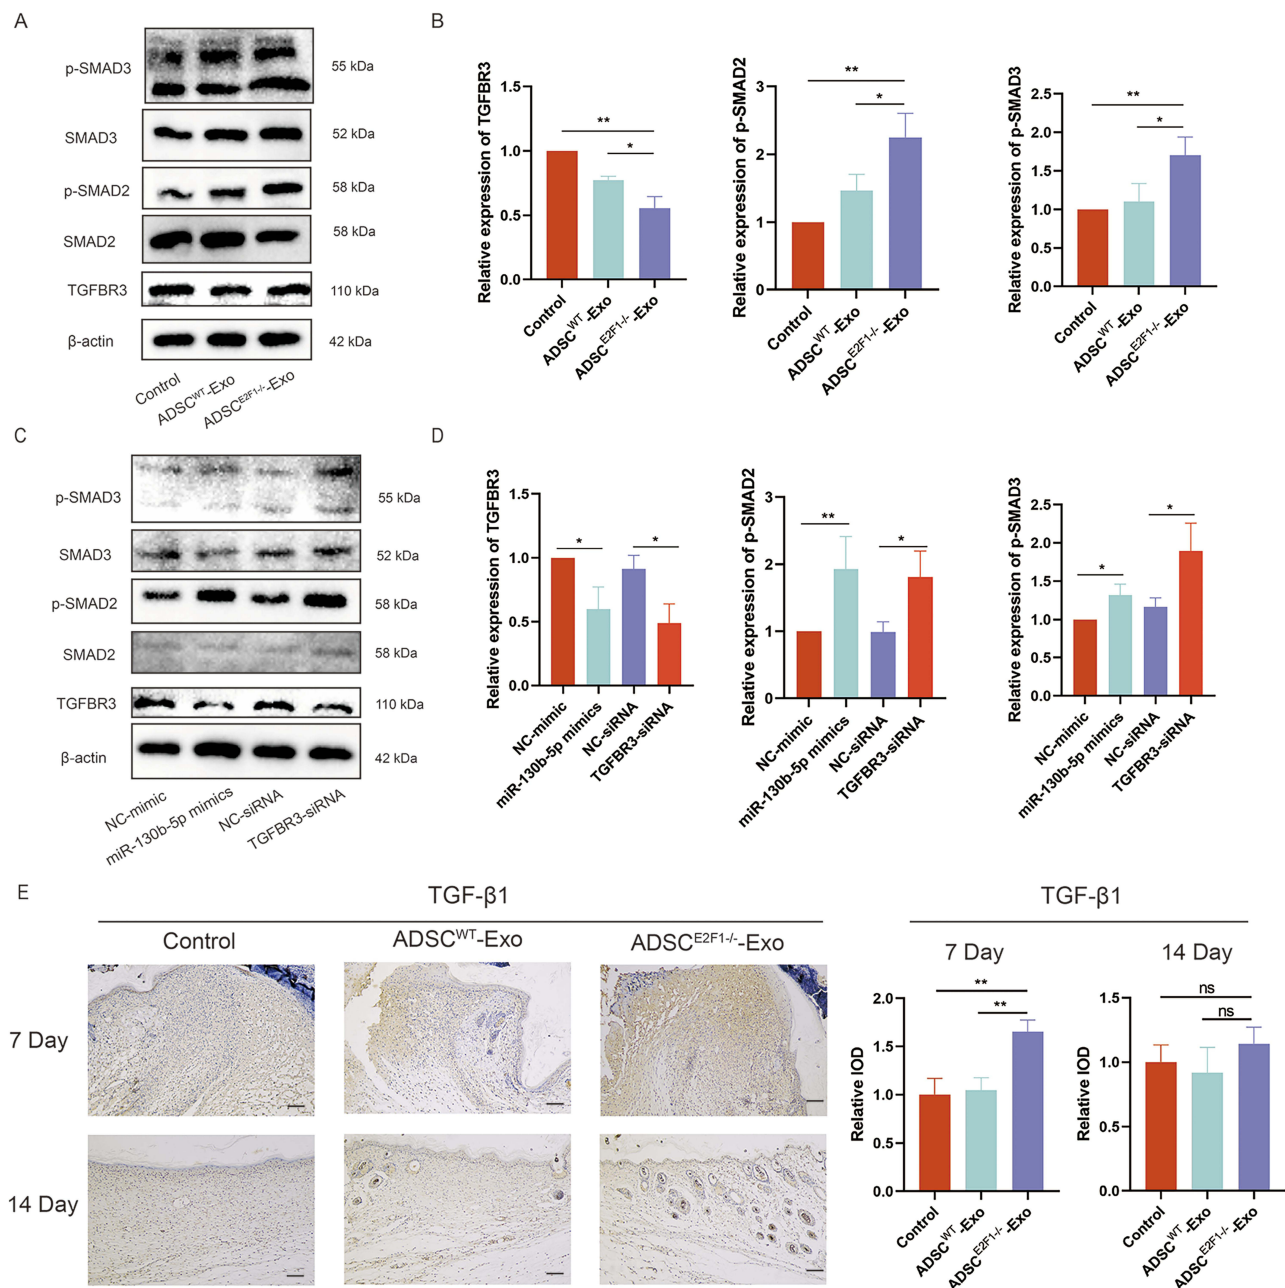 A
p-SMAD3
55 kDa
SMAD3
52 kDa
p-SMAD2
58 kDa
SMAD2
58 kDa
TGFBR3
110 kDa
β-actin
42 kDa
Control
ADSCWT-Exo
ADSCE2F1-/--Exo
B
Relative expression of TGFBR3
1.5
1.0
0.5
0.0
**
*
Control
ADSCWT-Exo
ADSCE2F1-/--Exo
Relative expression of p-SMAD2
3
2
1
0
**
*
Control
ADSCWT-Exo
ADSCE2F1-/--Exo
Relative expression of p-SMAD3
2.5
2.0
1.5
1.0
0.5
0.0
**
*
Control
ADSCWT-Exo
ADSCE2F1-/--Exo
C
p-SMAD3
55 kDa
SMAD3
52 kDa
p-SMAD2
58 kDa
SMAD2
58 kDa
TGFBR3
110 kDa
β-actin
42 kDa
NC-mimic
miR-130b-5p mimics
NC-siRNA
TGFBR3-siRNA
D
Relative expression of TGFBR3
1.5
1.0
0.5
0.0
*
*
NC-mimic
miR-130b-5p mimics
NC-siRNA
TGFBR3-siRNA
Relative expression of p-SMAD2
3
2
1
0
**
*
NC-mimic
miR-130b-5p mimics
NC-siRNA
TGFBR3-siRNA
Relative expression of p-SMAD3
2.5
2.0
1.5
1.0
0.5
0.0
*
*
NC-mimic
miR-130b-5p mimics
NC-siRNA
TGFBR3-siRNA
E
TGF-β1
Control
ADSCWT-Exo
ADSCE2F1-/--Exo
7 Day
14 Day
TGF-β1
7 Day
Relative IOD
2.0
1.5
1.0
0.5
0.0
**
**
Control
ADSCWT-Exo
ADSCE2F1-/--Exo
14 Day
Relative IOD
1.5
1.0
0.5
0.0
ns
ns
Control
ADSCWT-Exo
ADSCE2F1-/--Exo